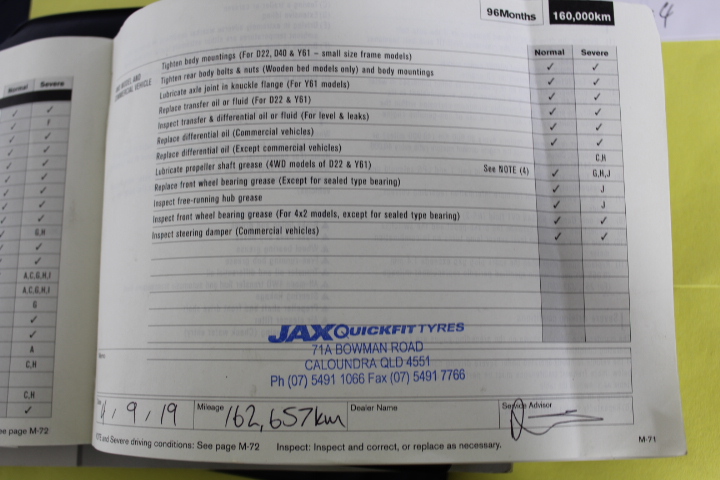 96Months 160,000km
4
Normal Severe
Tighten body mountings (For D22, D40 & Y61 – small size frame models) ✓ ✓
Tighten rear body bolts & nuts (Wooden bed models only) and body mountings ✓ ✓
Lubricate axle joint in knuckle flange (For Y61 models) ✓ ✓
Replace transfer oil or fluid (For D22 & Y61) ✓ ✓
Inspect transfer & differential oil or fluid (For level & leaks) ✓ ✓
Replace differential oil (Commercial vehicles) ✓ ✓
Replace differential oil (Except commercial vehicles) C,H
Lubricate propeller shaft grease (4WD models of D22 & Y61) See NOTE (4) ✓ G,H,J
Replace front wheel bearing grease (Except for sealed type bearing) ✓ J
Inspect free-running hub grease ✓ J
Inspect front wheel bearing grease (For 4x2 models, except for sealed type bearing) ✓ ✓
Inspect steering damper (Commercial vehicles) ✓ ✓
JAX QUICKFIT TYRES
71A BOWMAN ROAD
CALOUNDRA QLD 4551
Ph (07) 5491 1066 Fax (07) 5491 7766
9 / 19 Mileage 162,657km Dealer Name Service Advisor
and Severe driving conditions: See page M-72 Inspect: Inspect and correct, or replace as necessary. M-71
Normal Severe
G,H
A,C,G,H,I
A,C,G,H,I
G
✓
✓
A
C,H
C,H
✓
page M-72